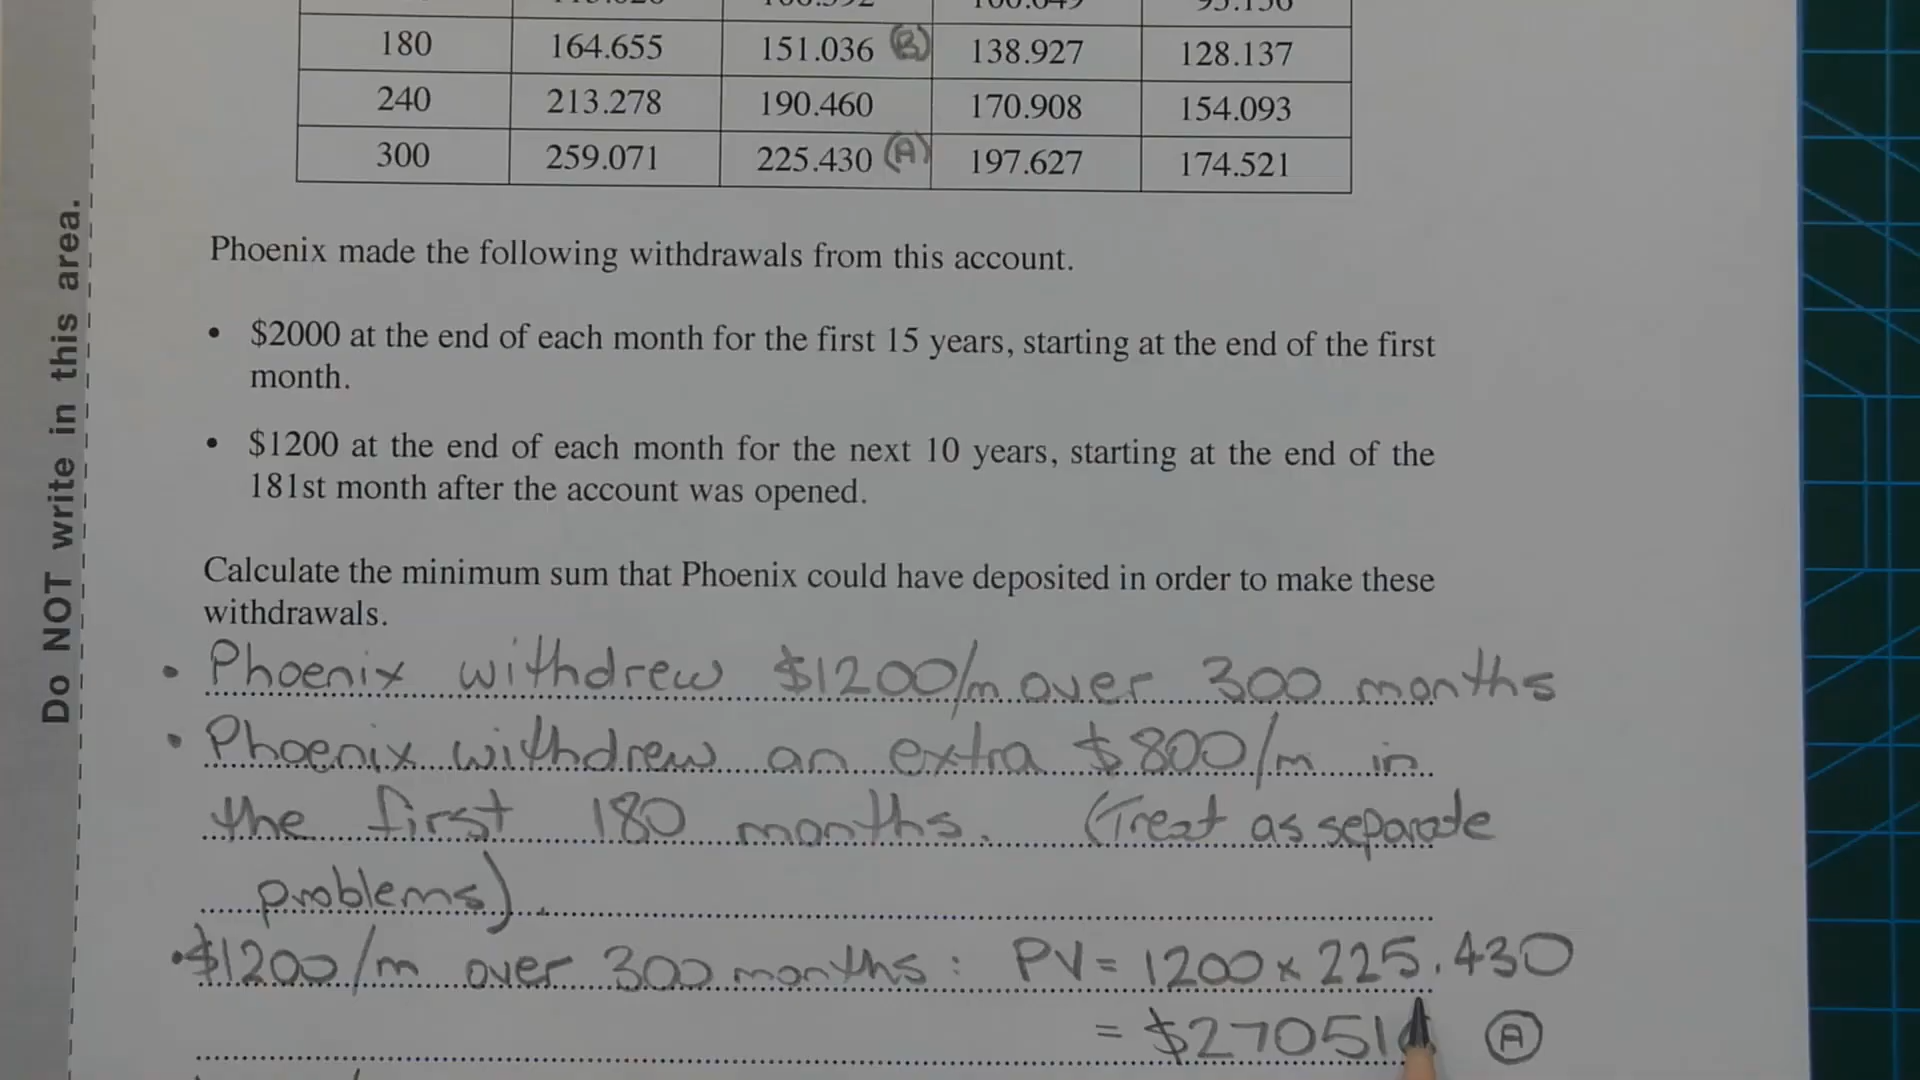 180 164.655 151.036 (B) 138.927 128.137
240 213.278 190.460 170.908 154.093
300 259.071 225.430 (A) 197.627 174.521
Phoenix made the following withdrawals from this account.
• $2000 at the end of each month for the first 15 years, starting at the end of the first
month.
• $1200 at the end of each month for the next 10 years, starting at the end of the
181st month after the account was opened.
Calculate the minimum sum that Phoenix could have deposited in order to make these
withdrawals.
• Phoenix withdrew $1200/m over 300 months
• Phoenix withdrew an extra $800/m in
the first 180 months. (Treat as separate
problems).
• $1200/m over 300 months: PV = 1200 × 225.430
= $270516 (A)
Do NOT write in this area.